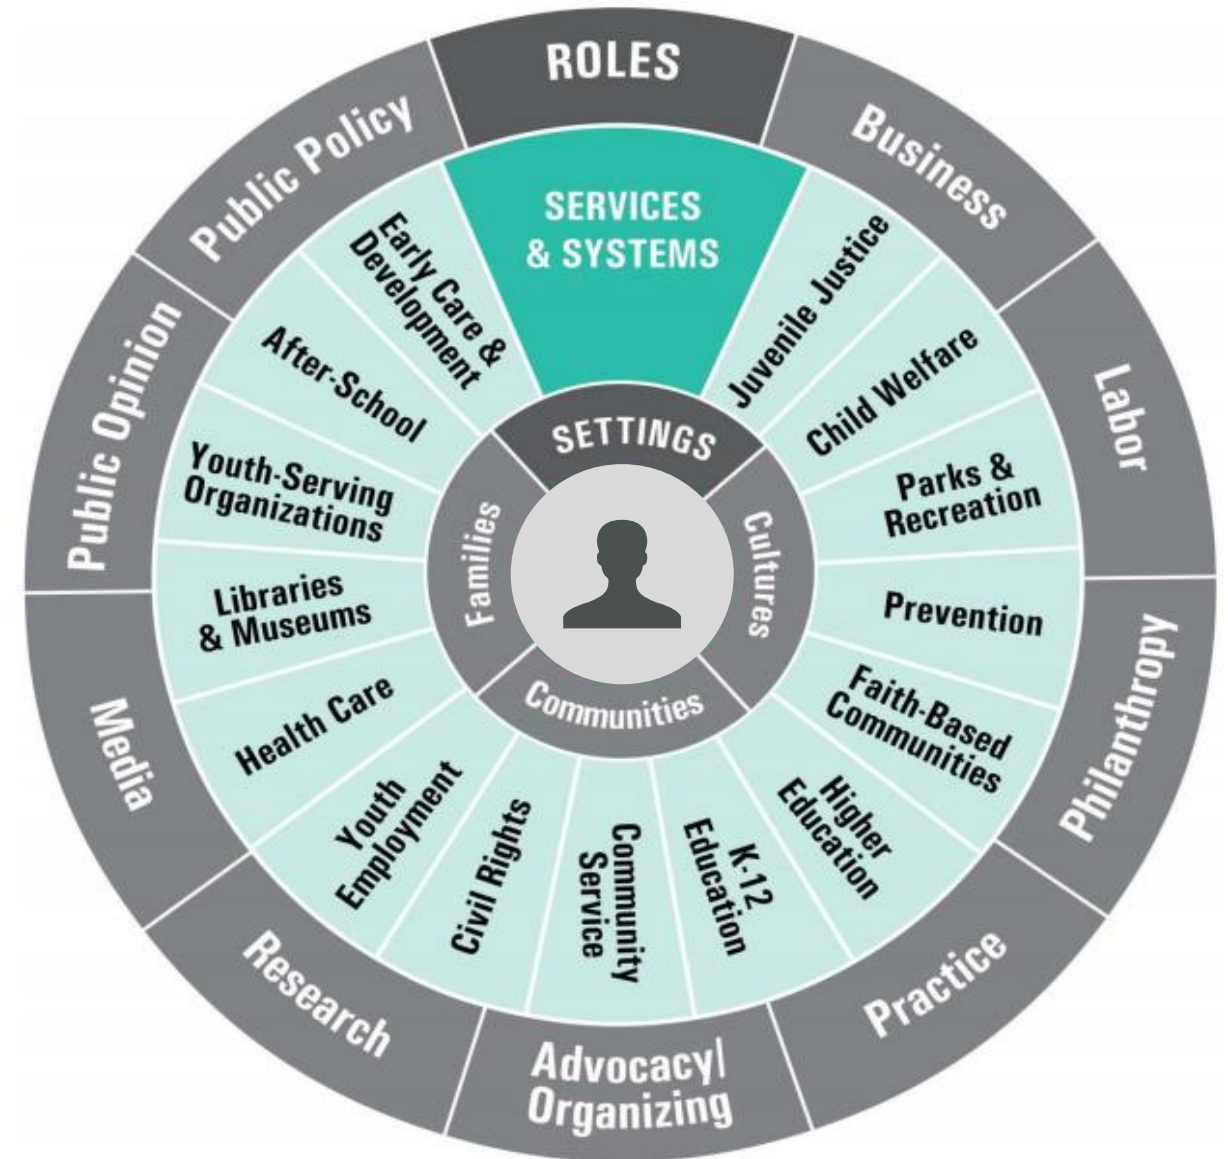 ROLES
Business
Labor
Philanthropy
Practice
Advocacy/
Organizing
Research
Media
Public Opinion
Public Policy
SERVICES
& SYSTEMS
Juvenile Justice
Child Welfare
Parks &
Recreation
Prevention
Faith-Based
Communities
Higher
Education
K-12
Education
Community
Service
Civil Rights
Youth
Employment
Health Care
Libraries
& Museums
Youth-Serving
Organizations
After-School
Early Care &
Development
SETTINGS
Cultures
Communities
Families